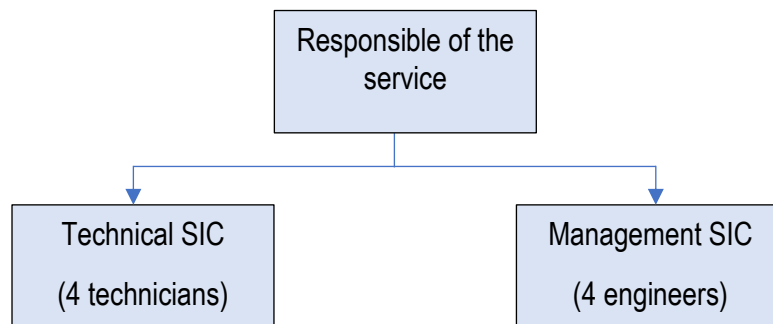 Responsible of the
service
Technical SIC
(4 technicians)
Management SIC
(4 engineers)